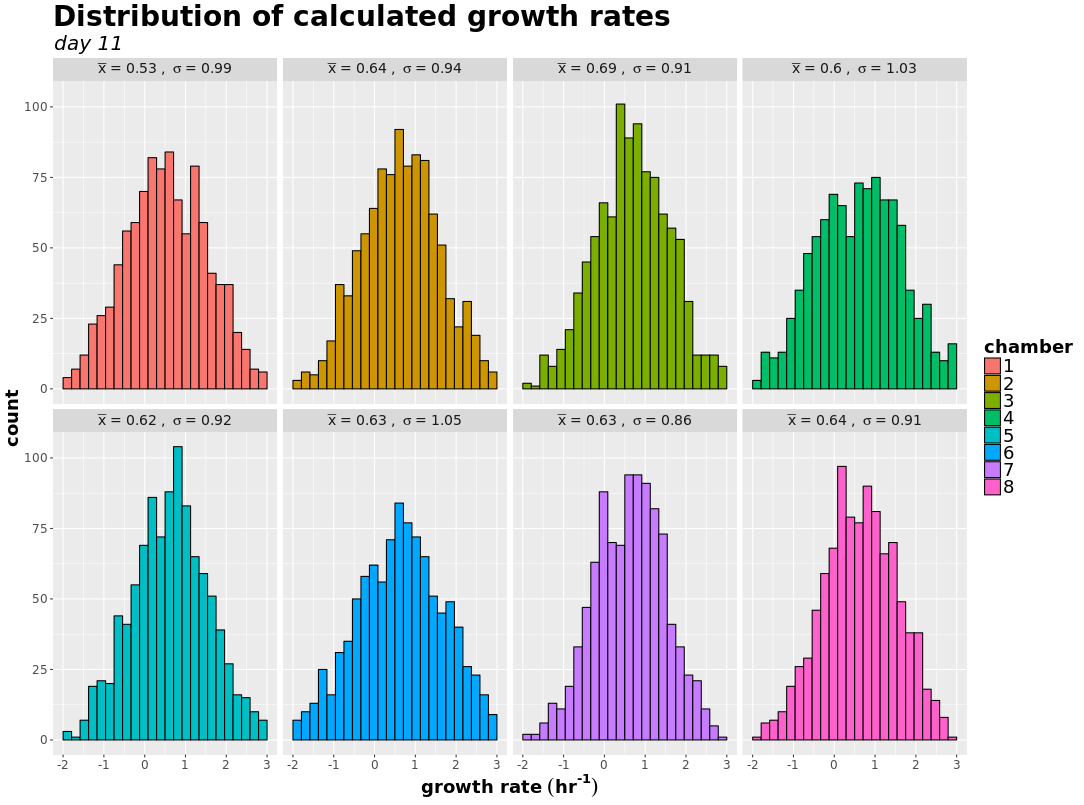 Distribution of calculated growth rates
day 11
x̅ = 0.53 , σ = 0.99
x̅ = 0.64 , σ = 0.94
x̅ = 0.69 , σ = 0.91
x̅ = 0.6 , σ = 1.03
100
75
50
25
0
count
x̅ = 0.62 , σ = 0.92
x̅ = 0.63 , σ = 1.05
x̅ = 0.63 , σ = 0.86
x̅ = 0.64 , σ = 0.91
100
75
50
25
0
-2 -1 0 1 2 3
-2 -1 0 1 2 3
-2 -1 0 1 2 3
-2 -1 0 1 2 3
growth rate (hr⁻¹)
chamber
1
2
3
4
5
6
7
8